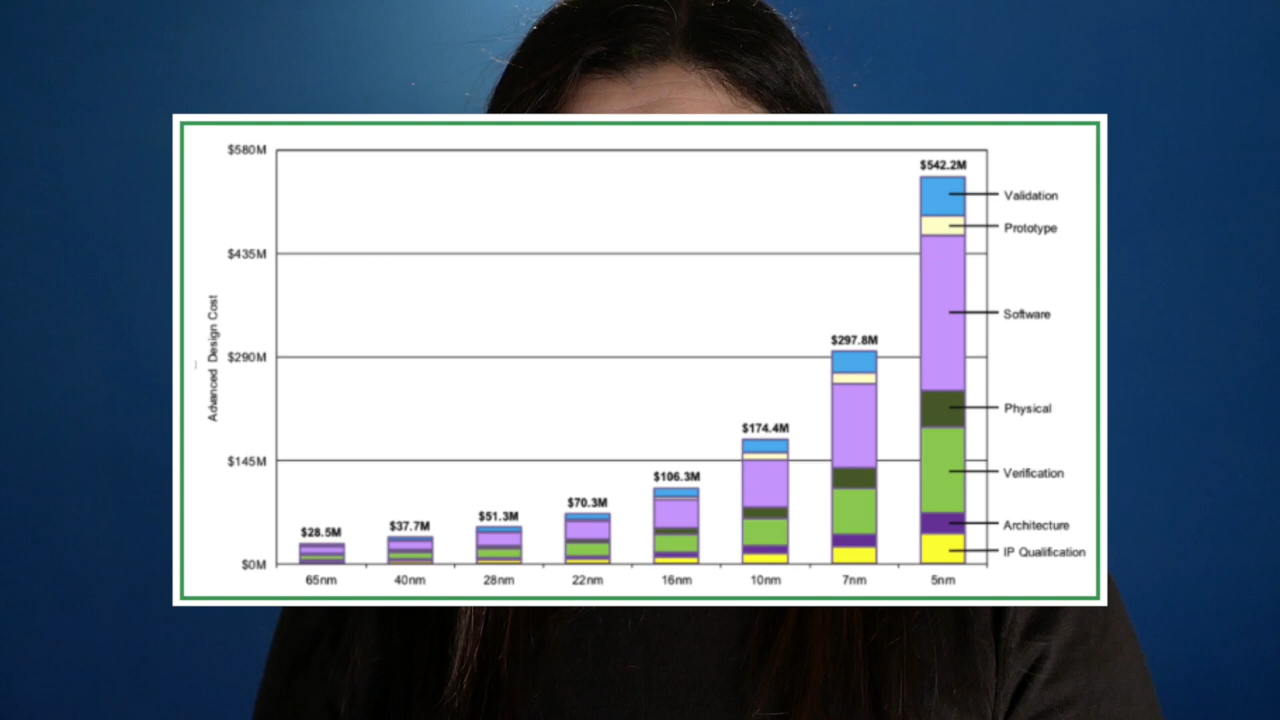 $580M
$542.2M
Validation
Prototype
$435M
Software
$297.8M
$290M
Advanced Design Cost
Physical
$174.4M
$145M
$106.3M
Verification
$70.3M
$51.3M
$37.7M
$28.5M
Architecture
IP Qualification
$0M
65nm 40nm 28nm 22nm 16nm 10nm 7nm 5nm